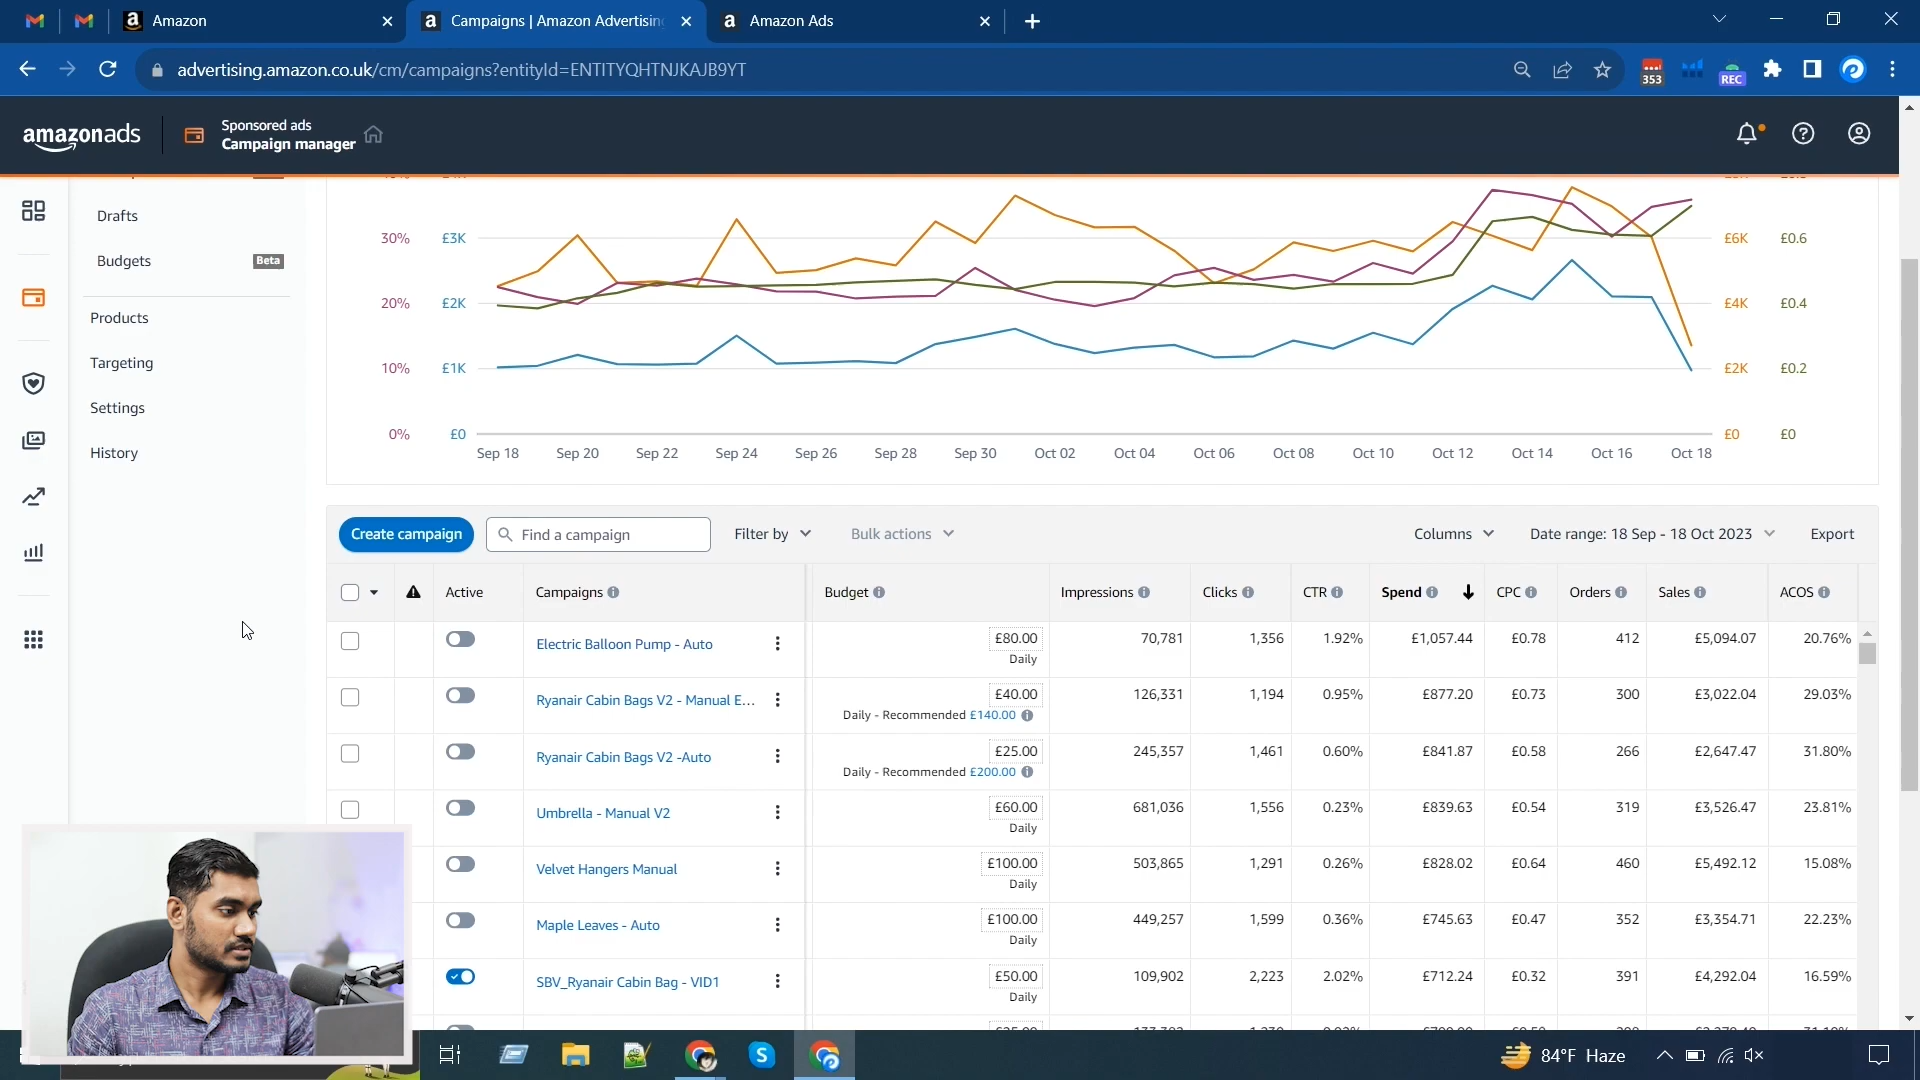 Amazon
Campaigns | Amazon Advertising
Amazon Ads
advertising.amazon.co.uk/cm/campaigns?entityId=ENTITYQHTNJKAJB9YT
353
REC
amazonads
Sponsored ads
Campaign manager
Drafts
Budgets
Beta
Products
Targeting
Settings
History
30% £3K £6K £0.6
20% £2K £4K £0.4
10% £1K £2K £0.2
0% £0 £0 £0
Sep 18 Sep 20 Sep 22 Sep 24 Sep 26 Sep 28 Sep 30 Oct 02 Oct 04 Oct 06 Oct 08 Oct 10 Oct 12 Oct 14 Oct 16 Oct 18
Create campaign Find a campaign Filter by Bulk actions Columns Date range: 18 Sep - 18 Oct 2023 Export
Active Campaigns Budget Impressions Clicks CTR Spend CPC Orders Sales ACOS
Electric Balloon Pump - Auto £80.00 70,781 1,356 1.92% £1,057.44 £0.78 412 £5,094.07 20.76%
Daily
Ryanair Cabin Bags V2 - Manual E... £40.00 126,331 1,194 0.95% £877.20 £0.73 300 £3,022.04 29.03%
Daily - Recommended £140.00
Ryanair Cabin Bags V2 -Auto £25.00 245,357 1,461 0.60% £841.87 £0.58 266 £2,647.47 31.80%
Daily - Recommended £200.00
Umbrella - Manual V2 £60.00 681,036 1,556 0.23% £839.63 £0.54 319 £3,526.47 23.81%
Daily
Velvet Hangers Manual £100.00 503,865 1,291 0.26% £828.02 £0.64 460 £5,492.12 15.08%
Daily
Maple Leaves - Auto £100.00 449,257 1,599 0.36% £745.63 £0.47 352 £3,354.71 22.23%
Daily
SBV_Ryanair Cabin Bag - VID1 £50.00 109,902 2,223 2.02% £712.24 £0.32 391 £4,292.04 16.59%
Daily
84°F Haze